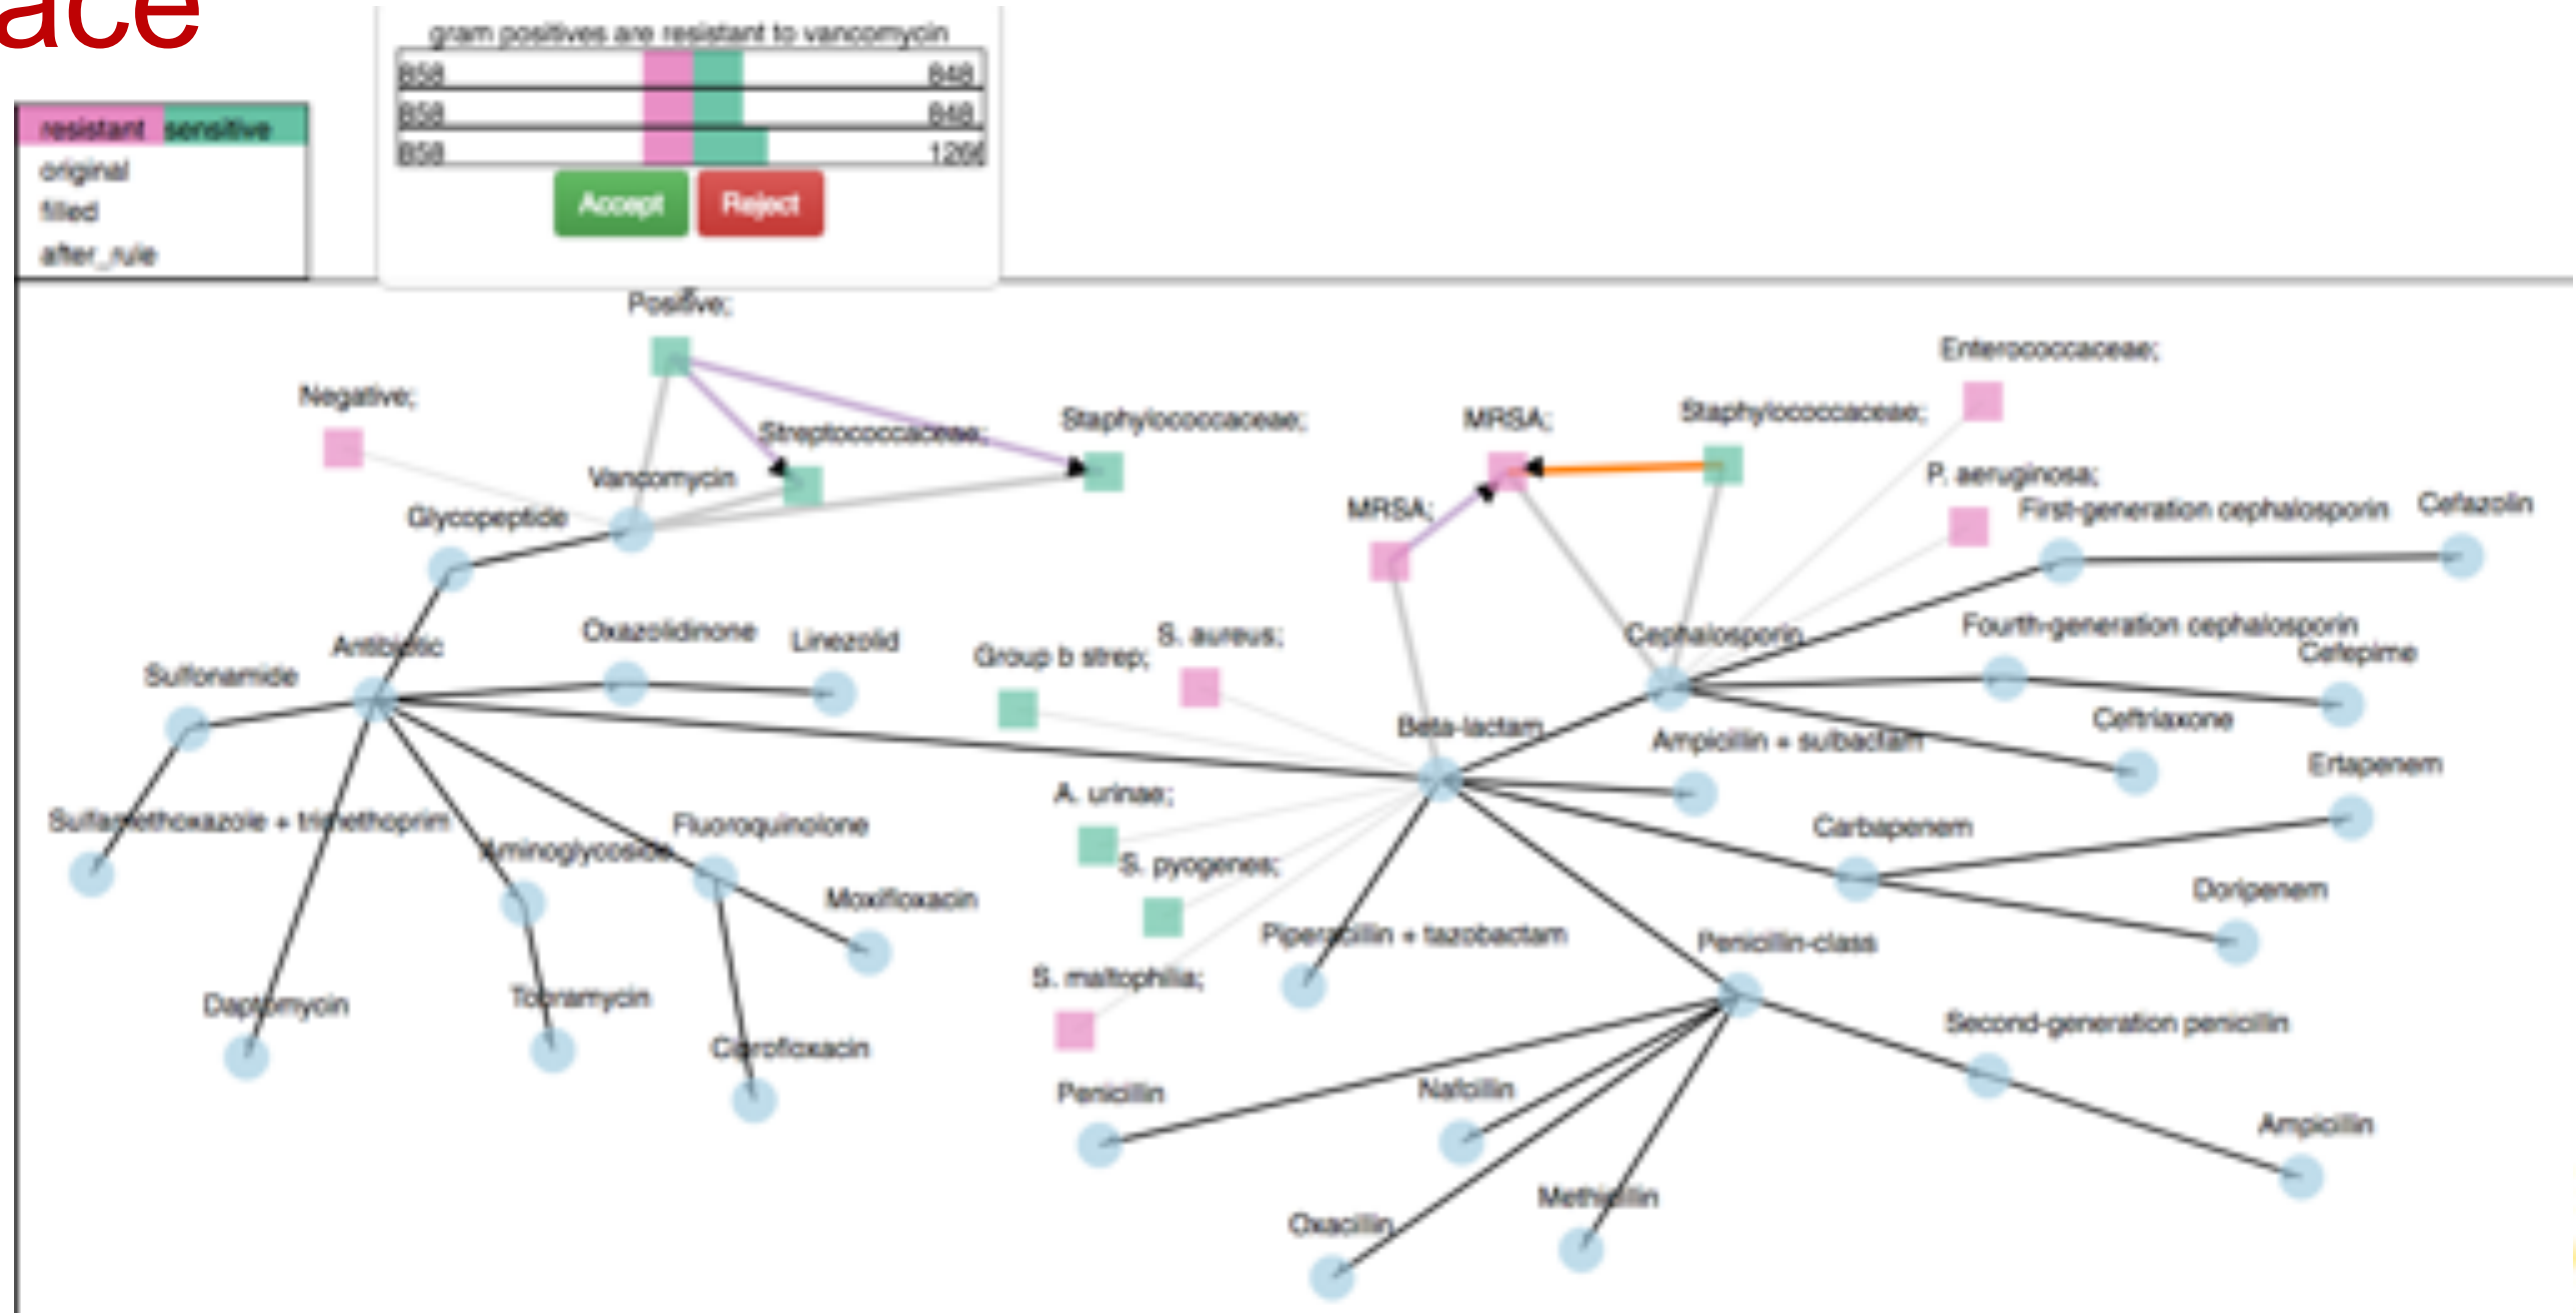 ace
gram positives are resistant to vancomycin
858 848
858 848
858
resistant sensitive
original
filled
after_rule
Accept Reject
Positive;
Negative;
Streptococcaceae;
Staphylococcaceae;
MRSA;
Staphylococcaceae;
Enterococcaceae;
Vancomycin
Glycopeptide
MRSA;
P. aeruginosa;
First-generation cephalosporin
Cefazolin
Antibiotic
Oxazolidinone
Linezolid
Sulfonamide
Group b strep;
S. aureus;
Cephalosporin
Fourth-generation cephalosporin
Cefepime
Beta-lactam
Ampicillin + sulbactam
Ceftriaxone
Ertapenem
A. urinae;
Sulfamethoxazole + trimethoprim
Aminoglycoside
Fluoroquinolone
Carbapenem
S. pyogenes;
Moxifloxacin
Doripenem
Piperacillin + tazobactam
Penicillin-class
S. maltophilia;
Daptomycin
Tobramycin
Ciprofloxacin
Second-generation penicillin
Penicillin
Nafcillin
Ampicillin
Oxacillin
Methicillin